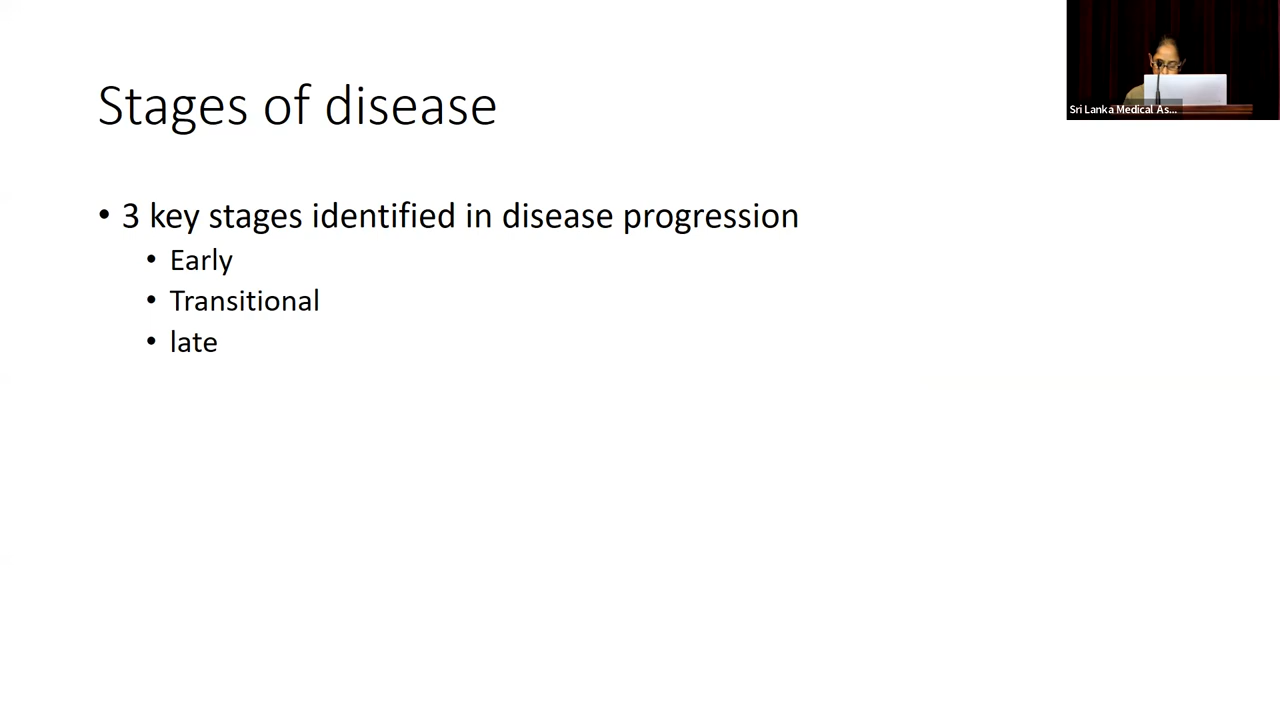 Stages of disease
• 3 key stages identified in disease progression
• Early
• Transitional
• late
Sri Lanka Medical As...